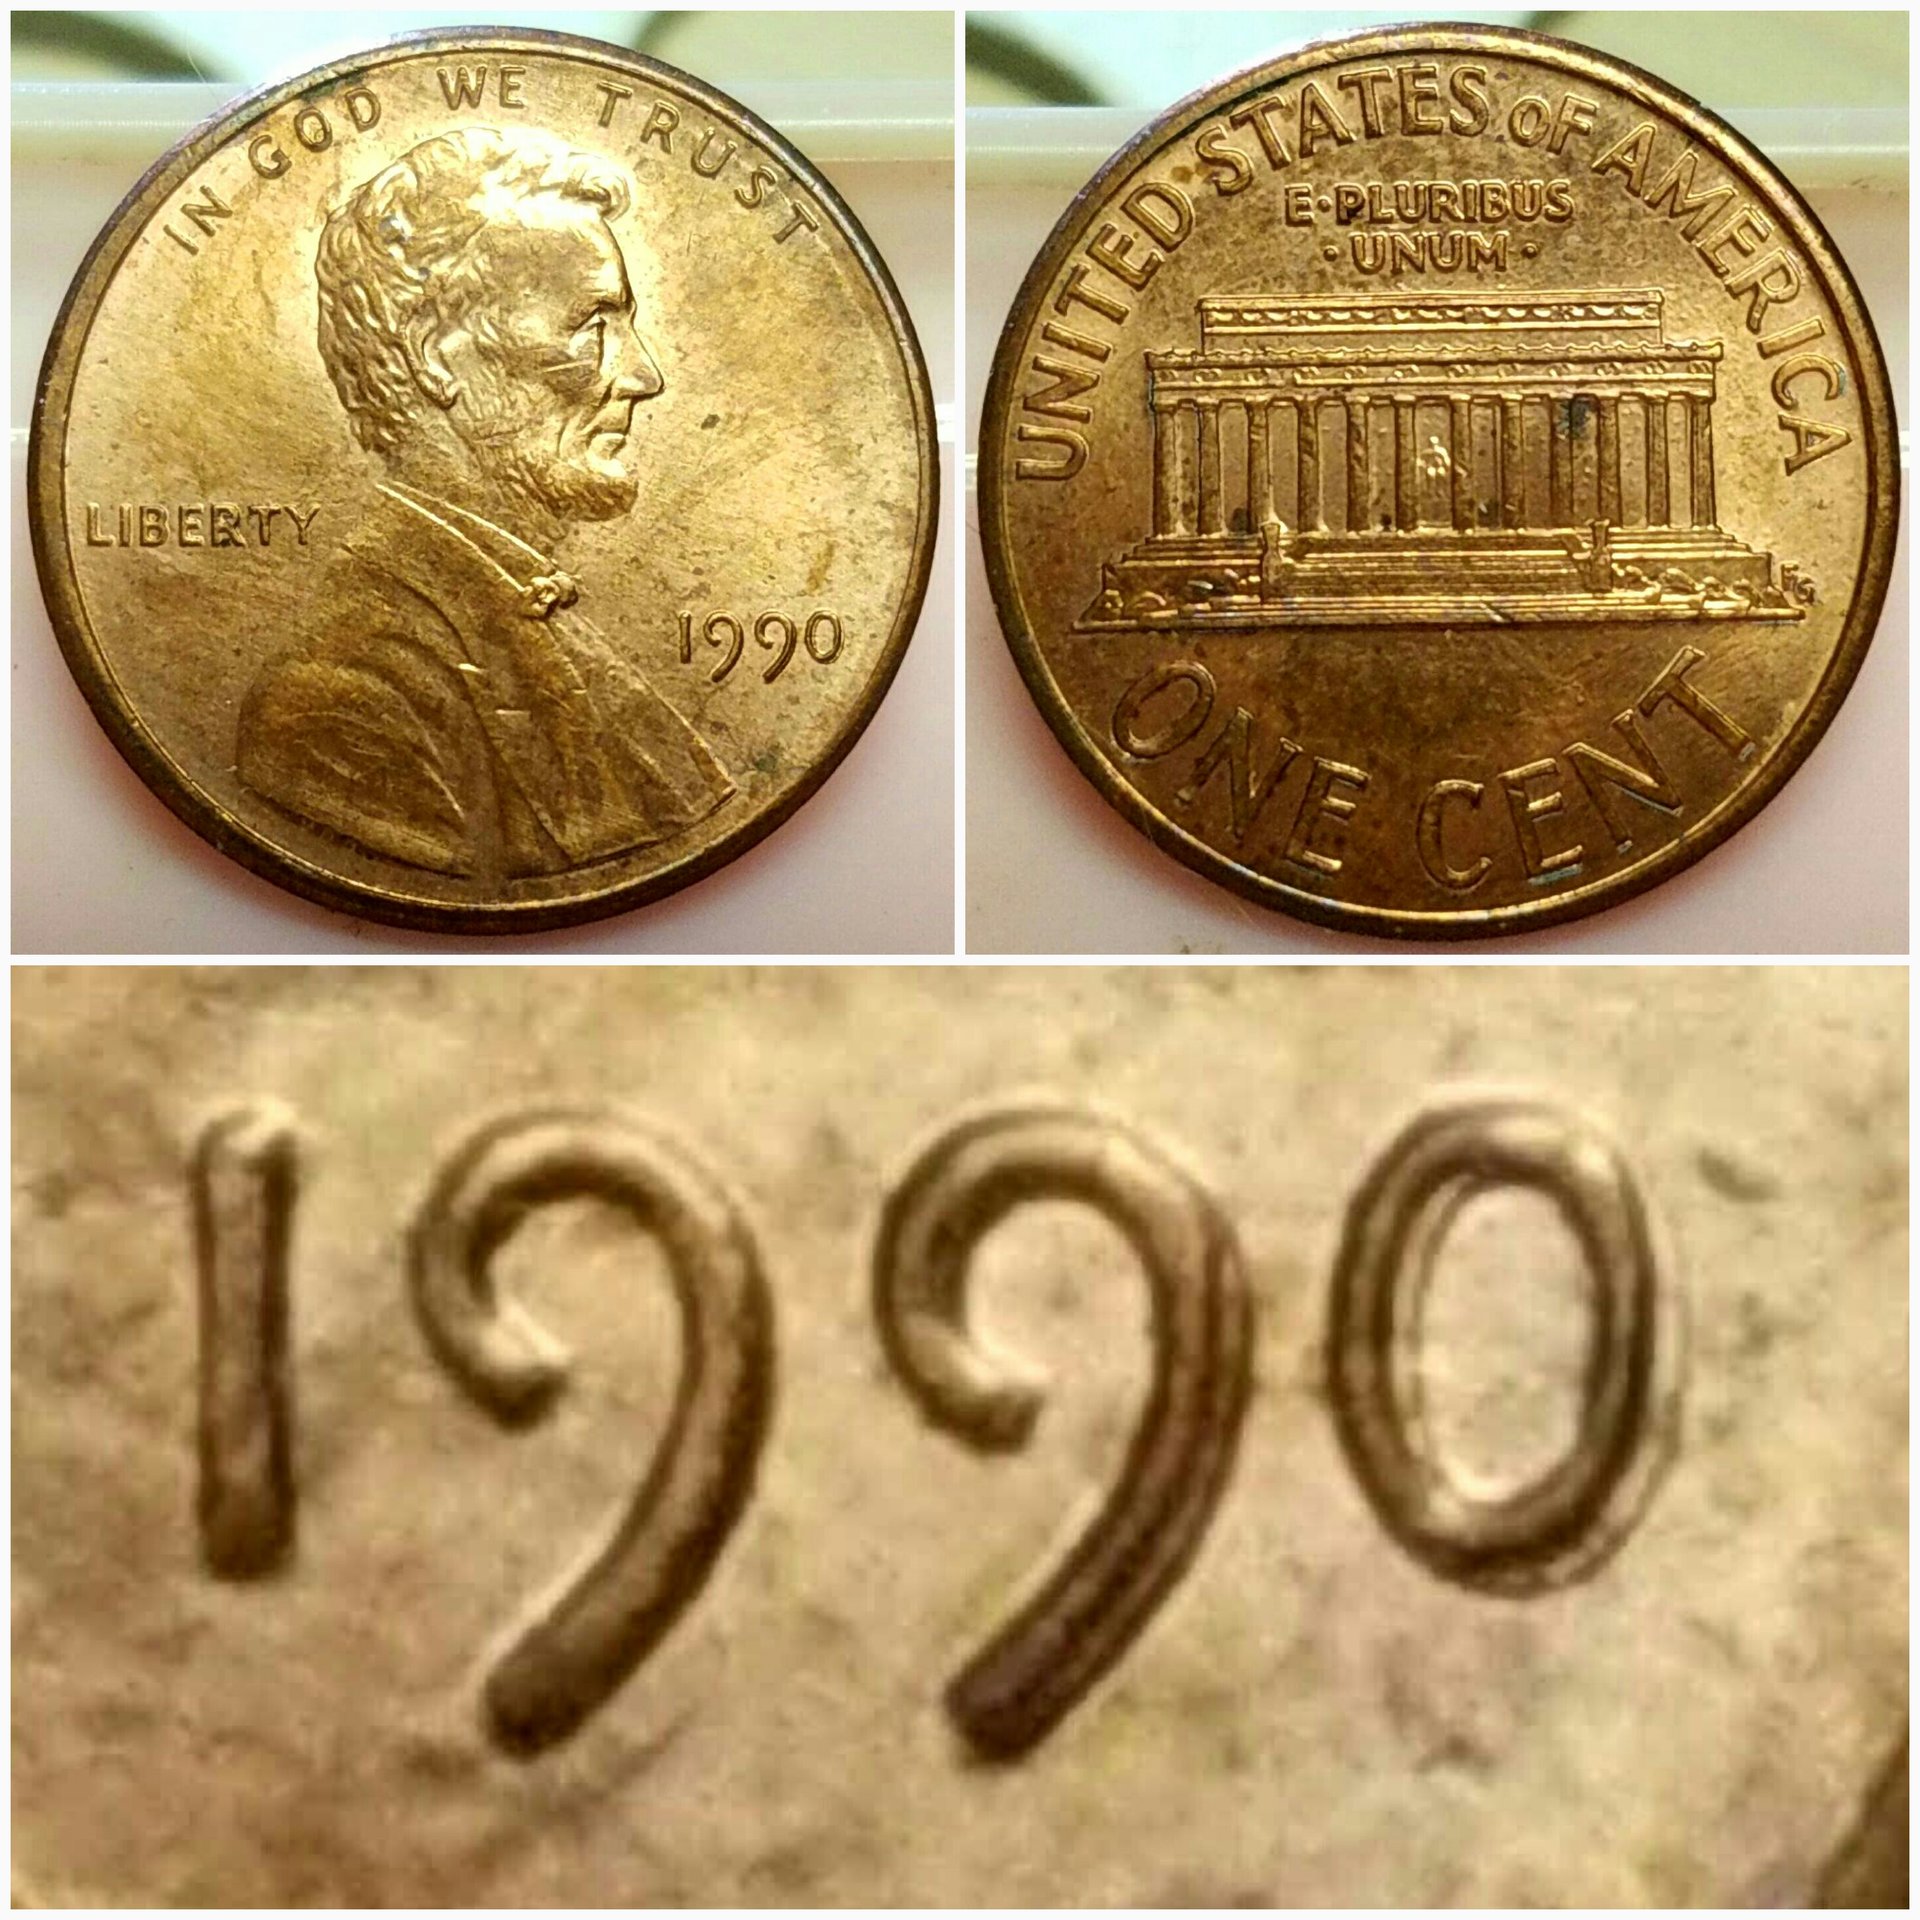 IN GOD WE TRUST
LIBERTY
1990
UNITED STATES OF AMERICA
E·PLURIBUS
·UNUM·
FG
ONE CENT
1990